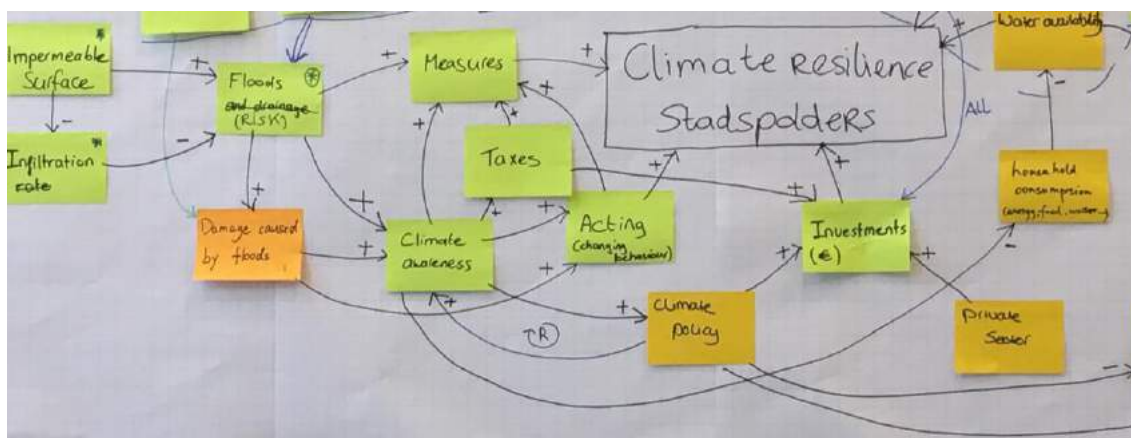 Impermeable
Surface
Infiltration
rate
Floods
and drainage
(RISK)
Damage caused
by floods
Measures
Taxes
Climate
awareness
Acting
(changing
behaviour)
Climate Resilience
Stadspolders
ALL
Investments
(€)
Climate
policy
R
Private
Sector
Water availability
household
consumption
(energy, food, water